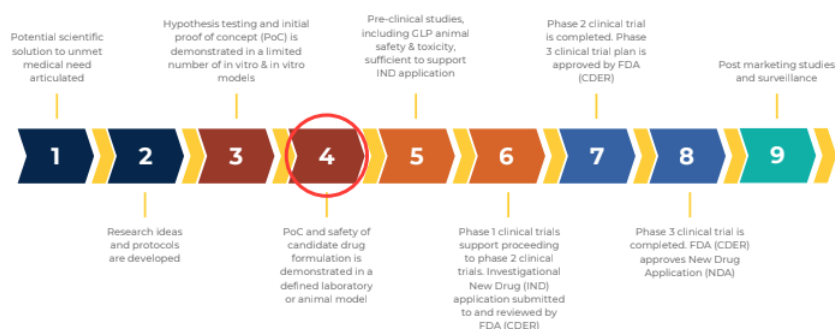 Potential scientific
solution to unmet
medical need
articulated
Hypothesis testing and initial
proof of concept (PoC) is
demonstrated in a limited
number of in vitro & in vitro
models
Pre-clinical studies,
including GLP animal
safety & toxicity,
sufficient to support
IND application
Phase 2 clinical trial
is completed. Phase
3 clinical trial plan is
approved by FDA
(CDER)
Post marketing studies
and surveillance
1
2
3
4
5
6
7
8
9
Research ideas
and protocols
are developed
PoC and safety of
candidate drug
formulation is
demonstrated in a
defined laboratory
or animal model
Phase 1 clinical trials
support proceeding
to phase 2 clinical
trials. Investigational
New Drug (IND)
application submitted
to and reviewed by
FDA (CDER)
Phase 3 clinical trial is
completed. FDA (CDER)
approves New Drug
Application (NDA)